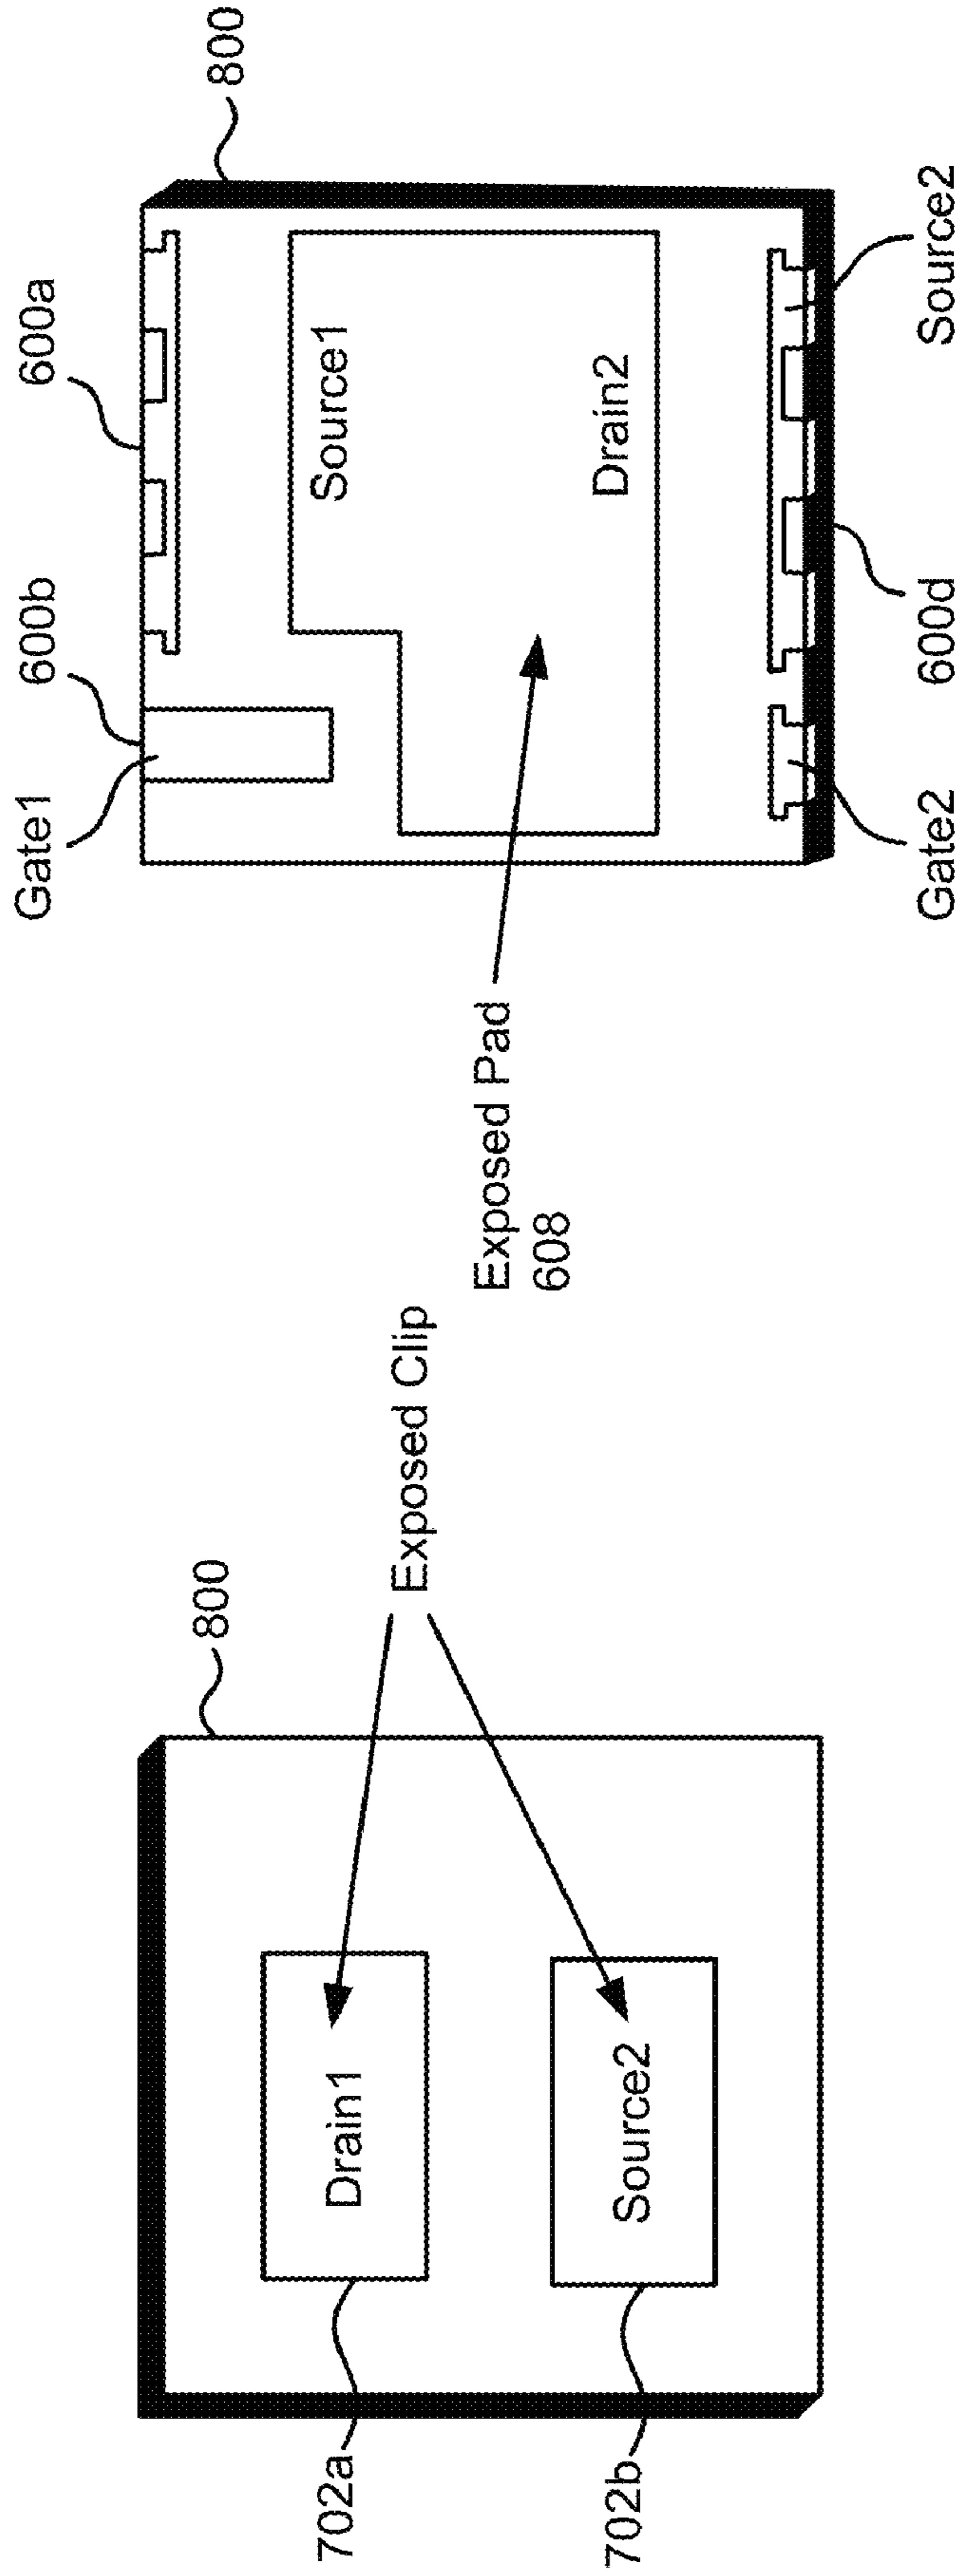 702a
702b
Drain1
Source2
800
Exposed Clip
Exposed Pad
608
Gate1
600b
600a
800
Source1
Drain2
Gate2
600d
Source2